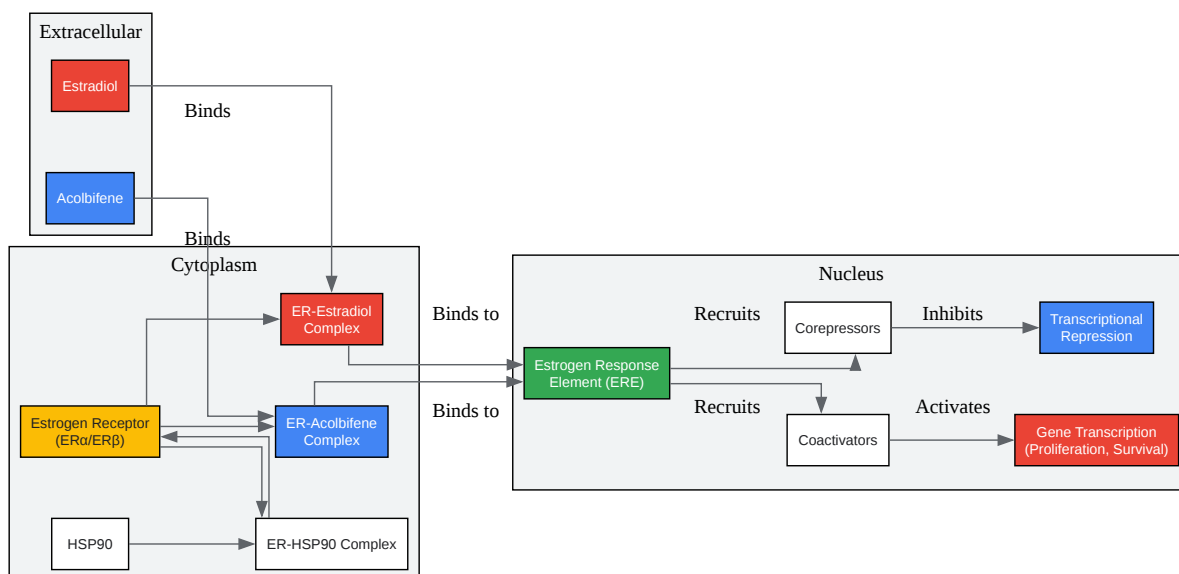 Extracellular
Estradiol
Binds
Acolbifene
Binds
Cytoplasm
ER-Estradiol
Complex
Binds to
Estrogen Receptor
(ERα/ERβ)
ER-Acolbifene
Complex
Binds to
HSP90
ER-HSP90 Complex
Nucleus
Estrogen Response
Element (ERE)
Recruits
Corepressors
Inhibits
Transcriptional
Repression
Recruits
Coactivators
Activates
Gene Transcription
(Proliferation, Survival)